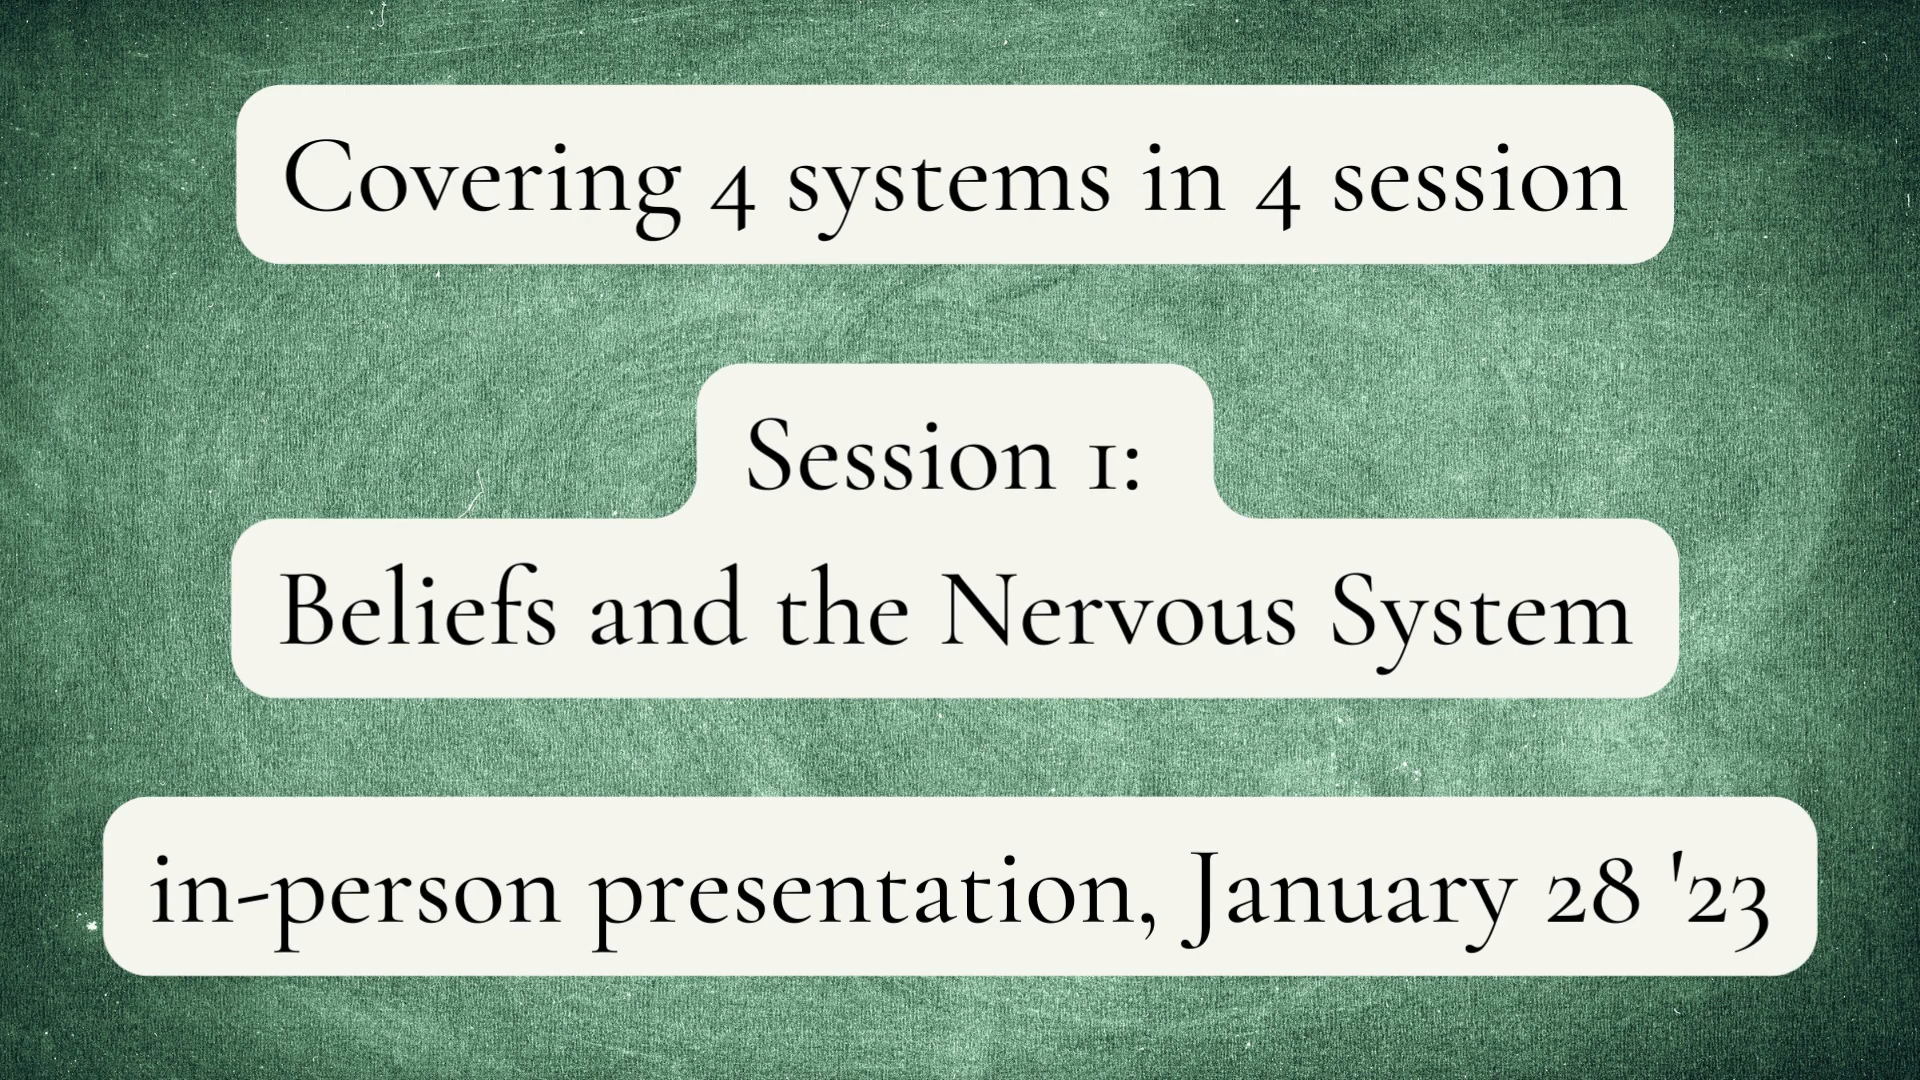 Covering 4 systems in 4 session
Session 1:
Beliefs and the Nervous System
in-person presentation, January 28 '23